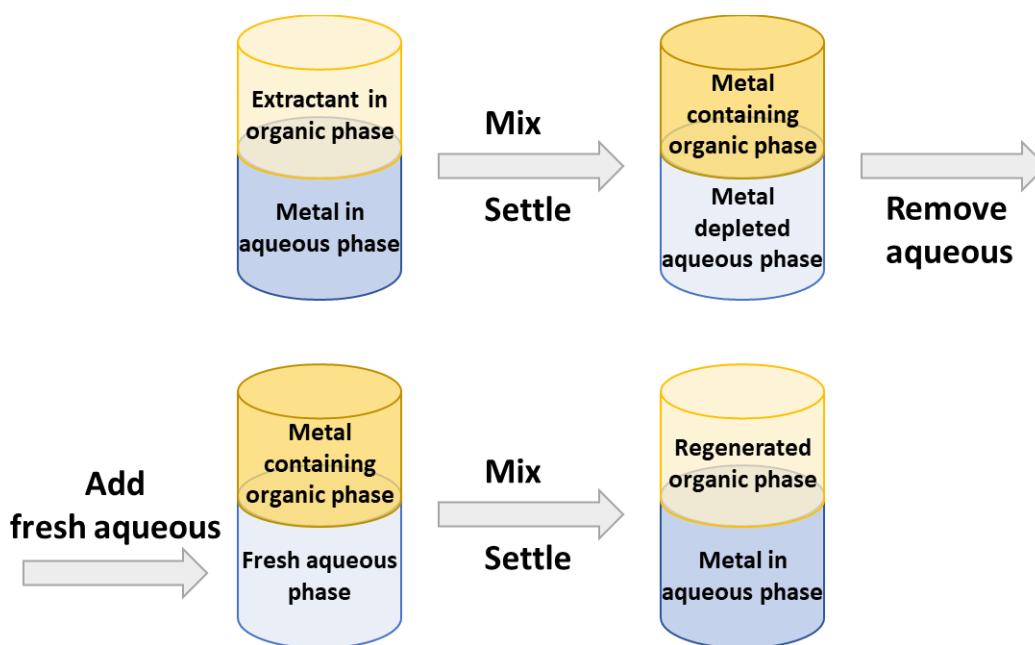 Extractant in
organic phase
Metal in
aqueous phase
Mix
Settle
Metal
containing
organic phase
Metal
depleted
aqueous phase
Remove
aqueous
Add
fresh aqueous
Metal
containing
organic phase
Fresh aqueous
phase
Mix
Settle
Regenerated
organic phase
Metal in
aqueous phase